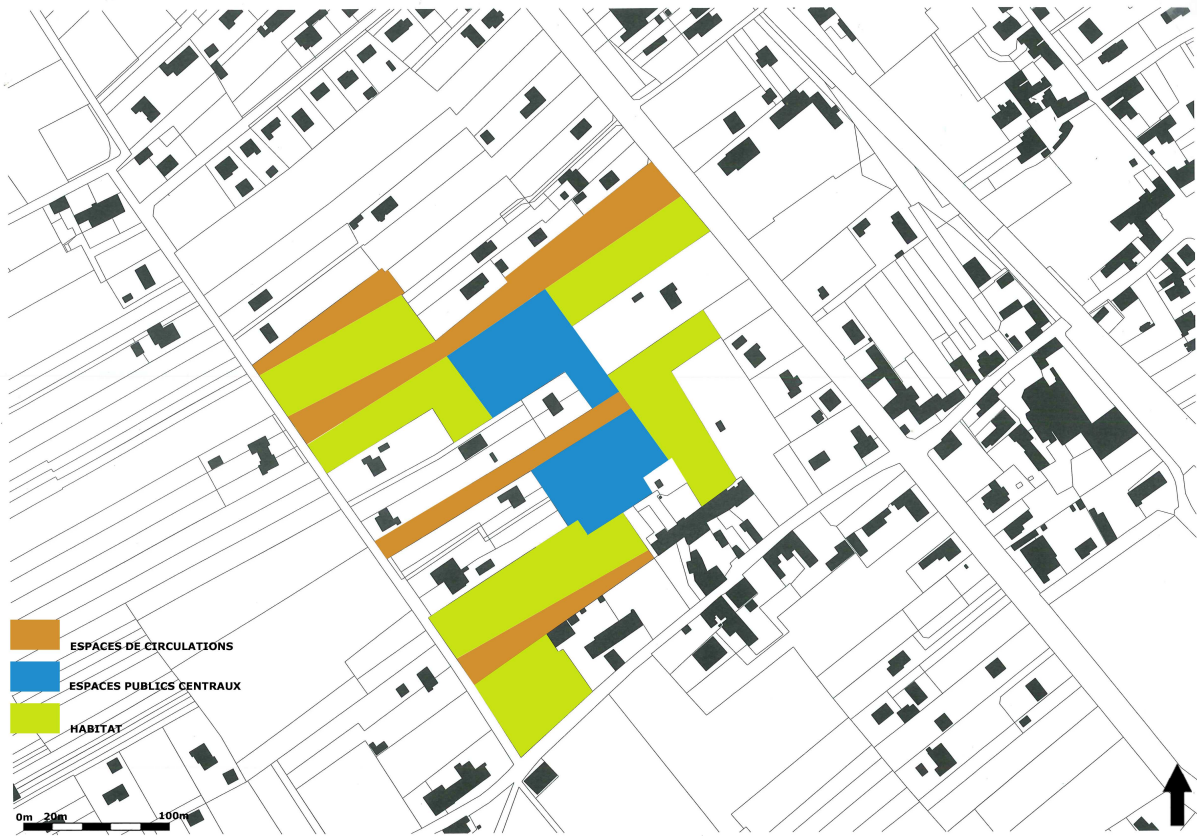 ESPACES DE CIRCULATIONS
ESPACES PUBLICS CENTRAUX
HABITAT
0m 20m 100m